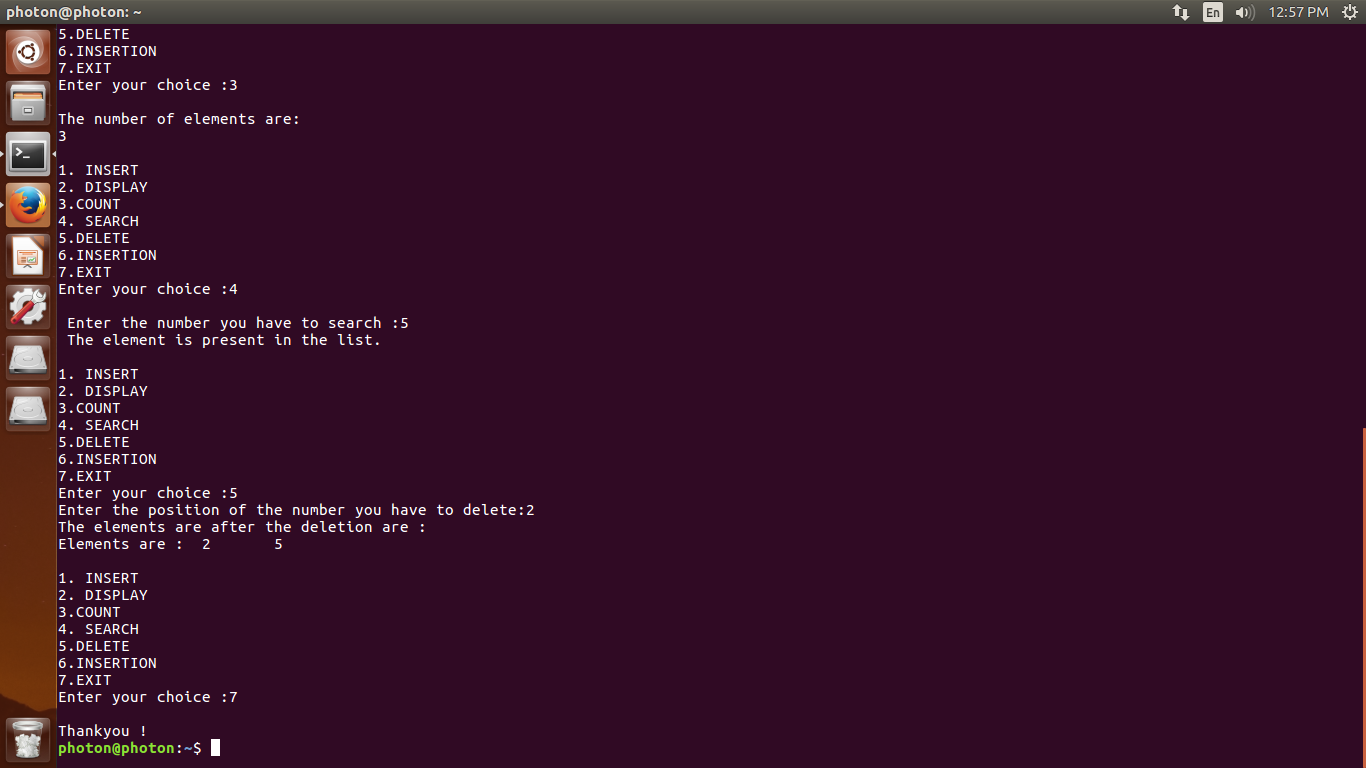 photon@photon: ~
En
12:57 PM
5.DELETE
6.INSERTION
7.EXIT
Enter your choice :3
The number of elements are:
3
1. INSERT
2. DISPLAY
3.COUNT
4. SEARCH
5.DELETE
6.INSERTION
7.EXIT
Enter your choice :4
Enter the number you have to search :5
The element is present in the list.
1. INSERT
2. DISPLAY
3.COUNT
4. SEARCH
5.DELETE
6.INSERTION
7.EXIT
Enter your choice :5
Enter the position of the number you have to delete:2
The elements are after the deletion are :
Elements are :  2       5
1. INSERT
2. DISPLAY
3.COUNT
4. SEARCH
5.DELETE
6.INSERTION
7.EXIT
Enter your choice :7
Thankyou !
photon@photon:~$